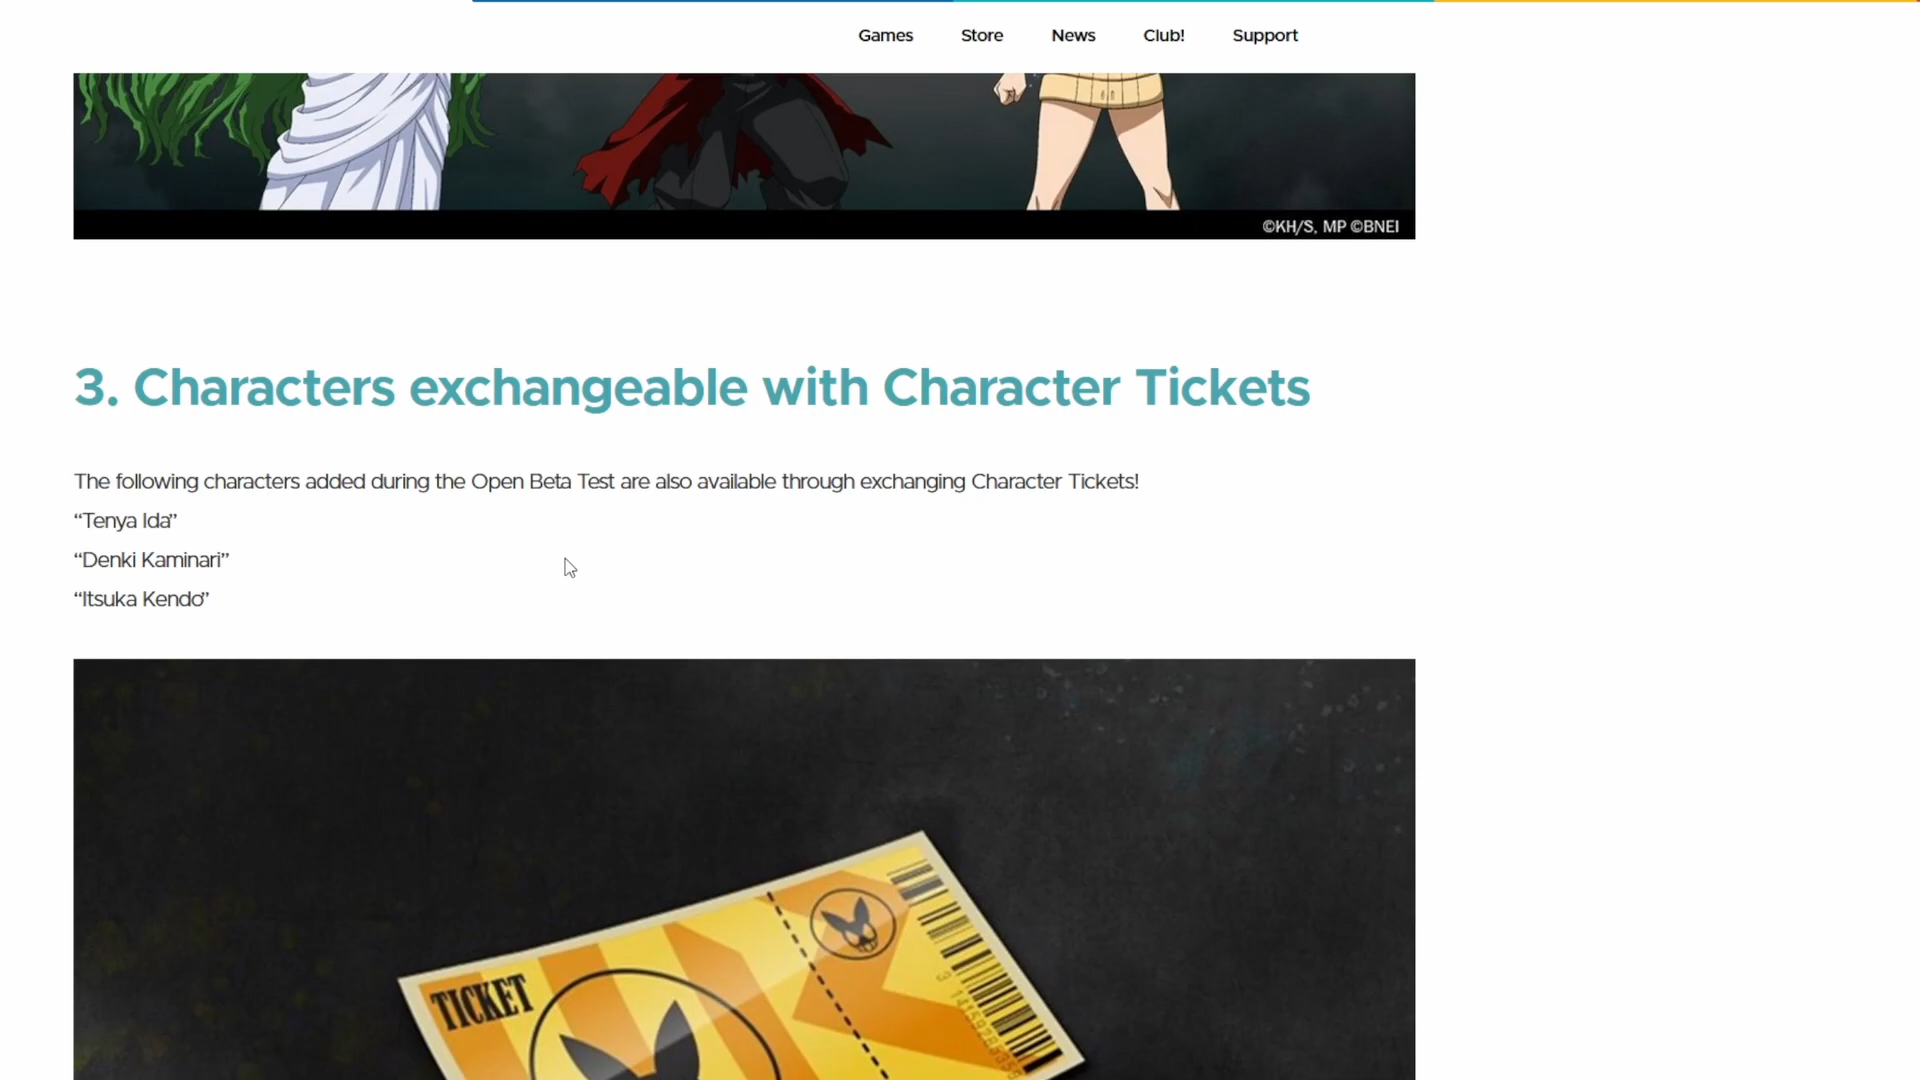 Games Store News Club! Support
©KH/S, MP ©BNEI
3. Characters exchangeable with Character Tickets
The following characters added during the Open Beta Test are also available through exchanging Character Tickets!
“Tenya Ida”
“Denki Kaminari”
“Itsuka Kendo”
TICKET